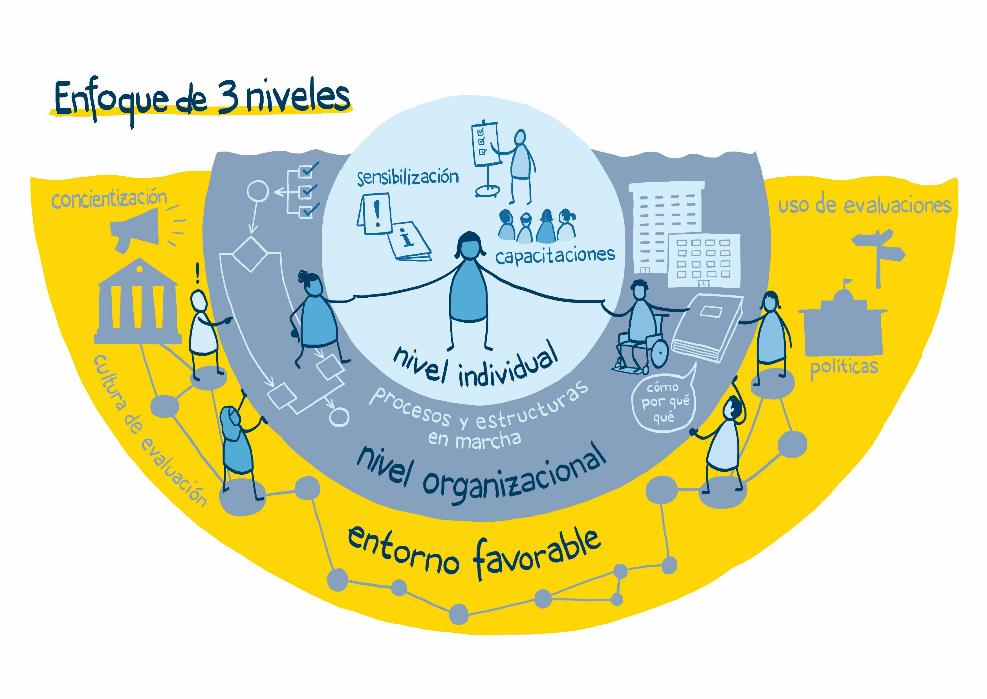 Enfoque de 3 niveles
concientización
sensibilización
!
i
capacitaciones
uso de evaluaciones
!
políticas
cultura de evaluación
nivel individual
cómo
por qué
qué
procesos y estructuras
en marcha
nivel organizacional
entorno favorable